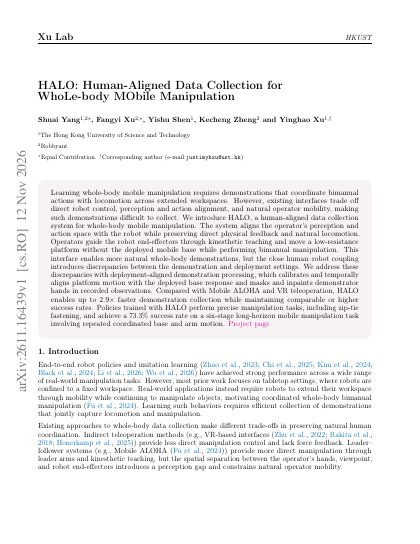 Xu Lab
HKUST
HALO: Human-Aligned Data Collection for
WhoLe-body MObile Manipulation
Shuai Yang1,2*, Fangyi Xu2,*, Yishu Shen1, Kecheng Zheng2 and Yinghao Xu1,†
1The Hong Kong University of Science and Technology
2Robbyant
*Equal Contribution. †Corresponding author (e-mail justimyhxu@ust.hk)
Learning whole-body mobile manipulation requires demonstrations that coordinate bimanual
actions with locomotion across extended workspaces. However, existing interfaces trade
off direct robot control, perception and action alignment, and natural operator mobility, making
such demonstrations difficult to collect. We introduce HALO, a human-aligned data collection
system for whole-body mobile manipulation. The system aligns the operator's perception and
action space with the robot while preserving direct physical feedback and natural locomotion.
Operators guide the robot end-effectors through kinesthetic teaching and move a low-resistance
platform without the deployed mobile base while performing bimanual manipulation. This
interface enables more natural whole-body demonstrations, but the close human-robot coupling
introduces discrepancies between the demonstration and deployment settings. We address these
discrepancies with deployment-aligned processing, which calibrates and temporally
aligns platform motion with the deployed base response and masks and inpaints demonstrator
hands in recorded observations. Compared with Mobile ALOHA and VR teleoperation, HALO
enables up to 2.9× faster demonstration collection while maintaining comparable or higher
success rates. Policies trained with HALO perform precise manipulation tasks, including zip-tie
fastening, and achieve a 73.3% success rate on a six-stage long-horizon mobile manipulation task
involving repeated coordinated base and arm motion. Project page
1. Introduction
End-to-end robot policies and imitation learning (Zhao et al., 2023; Chi et al., 2025; Kim et al., 2024;
Black et al., 2024; Li et al., 2026; Wu et al., 2026) have achieved strong performance across a wide
range of real-world manipulation tasks. However, most prior work focuses on tabletop settings, where robots are
confined to a fixed workspace. Real-world applications instead require robots to extend their workspace
through mobility while continuing to manipulate objects, motivating coordinated whole-body bimanual
manipulation (Fu et al., 2024). Learning such behaviors requires efficient collection of demonstrations
that jointly capture locomotion and manipulation.
Existing approaches to whole-body data collection make different trade-offs in preserving natural human
coordination. Indirect teleoperation methods (e.g., VR-based interfaces (Zhu et al., 2022; Rakita et al.,
2018; Honerkamp et al., 2025)) provide less direct manipulation control and lack force feedback. Leader-
follower systems (e.g., Mobile ALOHA (Fu et al., 2024)) provide more direct manipulation through
leader arms and kinesthetic teaching, but the spatial separation between the operator's hands, viewpoint,
and robot end-effectors introduces a perception gap and constrains natural operator mobility.
arXiv:2611.16439v1 [cs.RO] 12 Nov 2026